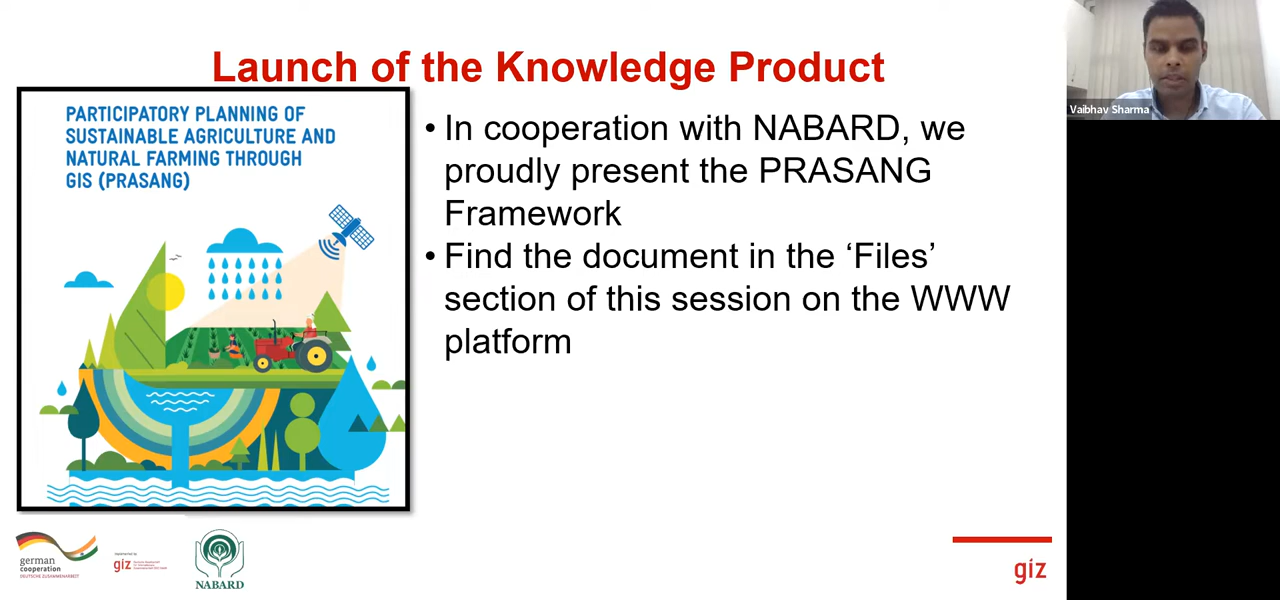 Launch of the Knowledge Product
PARTICIPATORY PLANNING OF
SUSTAINABLE AGRICULTURE AND
NATURAL FARMING THROUGH
GIS (PRASANG)
• In cooperation with NABARD, we
proudly present the PRASANG
Framework
• Find the document in the ‘Files’
section of this session on the WWW
platform
Vaibhav Sharma
german
cooperation
DEUTSCHE ZUSAMMENARBEIT
Implemented by
giz
NABARD
giz